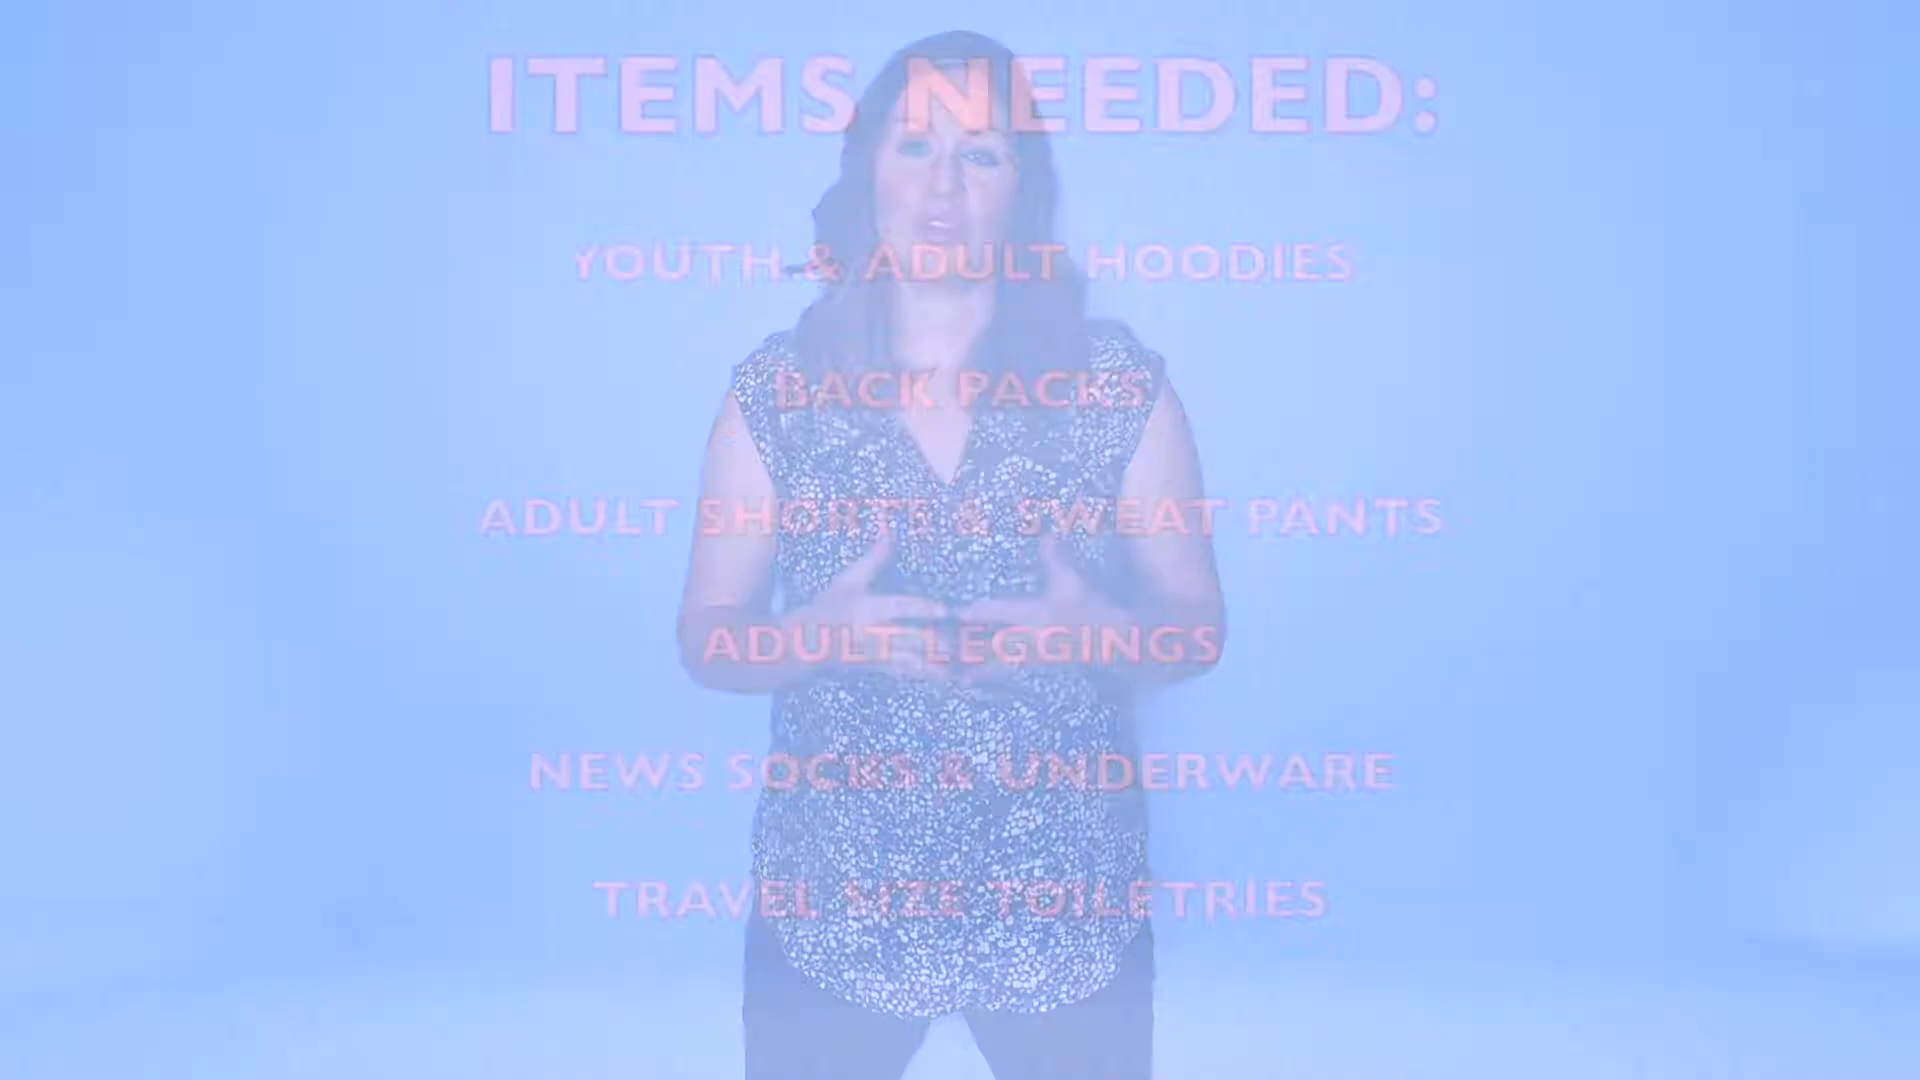 ITEMS NEEDED:
YOUTH & ADULT HOODIES
BACK PACKS
ADULT SHORTS & SWEAT PANTS
ADULT LEGGINGS
NEWS SOCKS & UNDERWARE
TRAVEL SIZE TOILETRIES